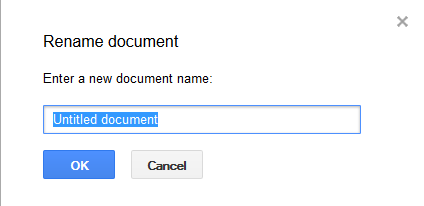 Rename document
Enter a new document name:
Untitled document
OK
Cancel